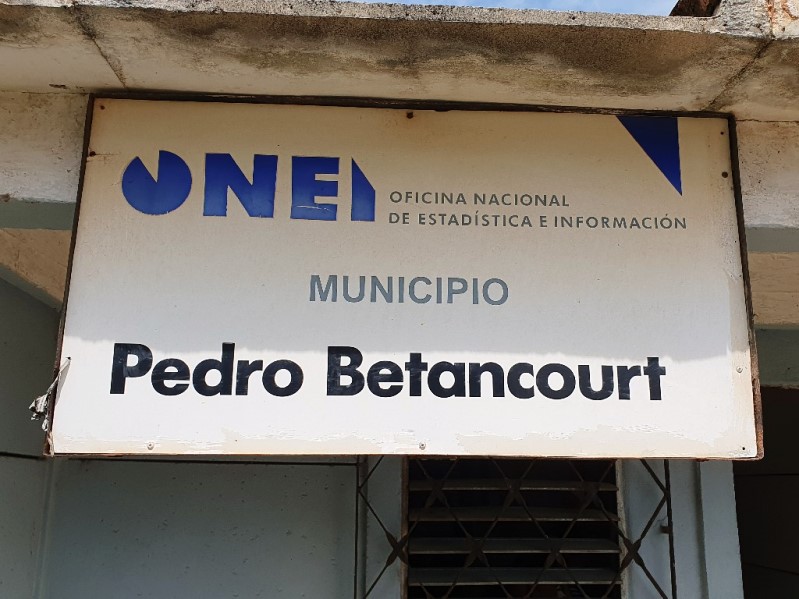 ONEI
OFICINA NACIONAL
DE ESTADÍSTICA E INFORMACIÓN
MUNICIPIO
Pedro Betancourt